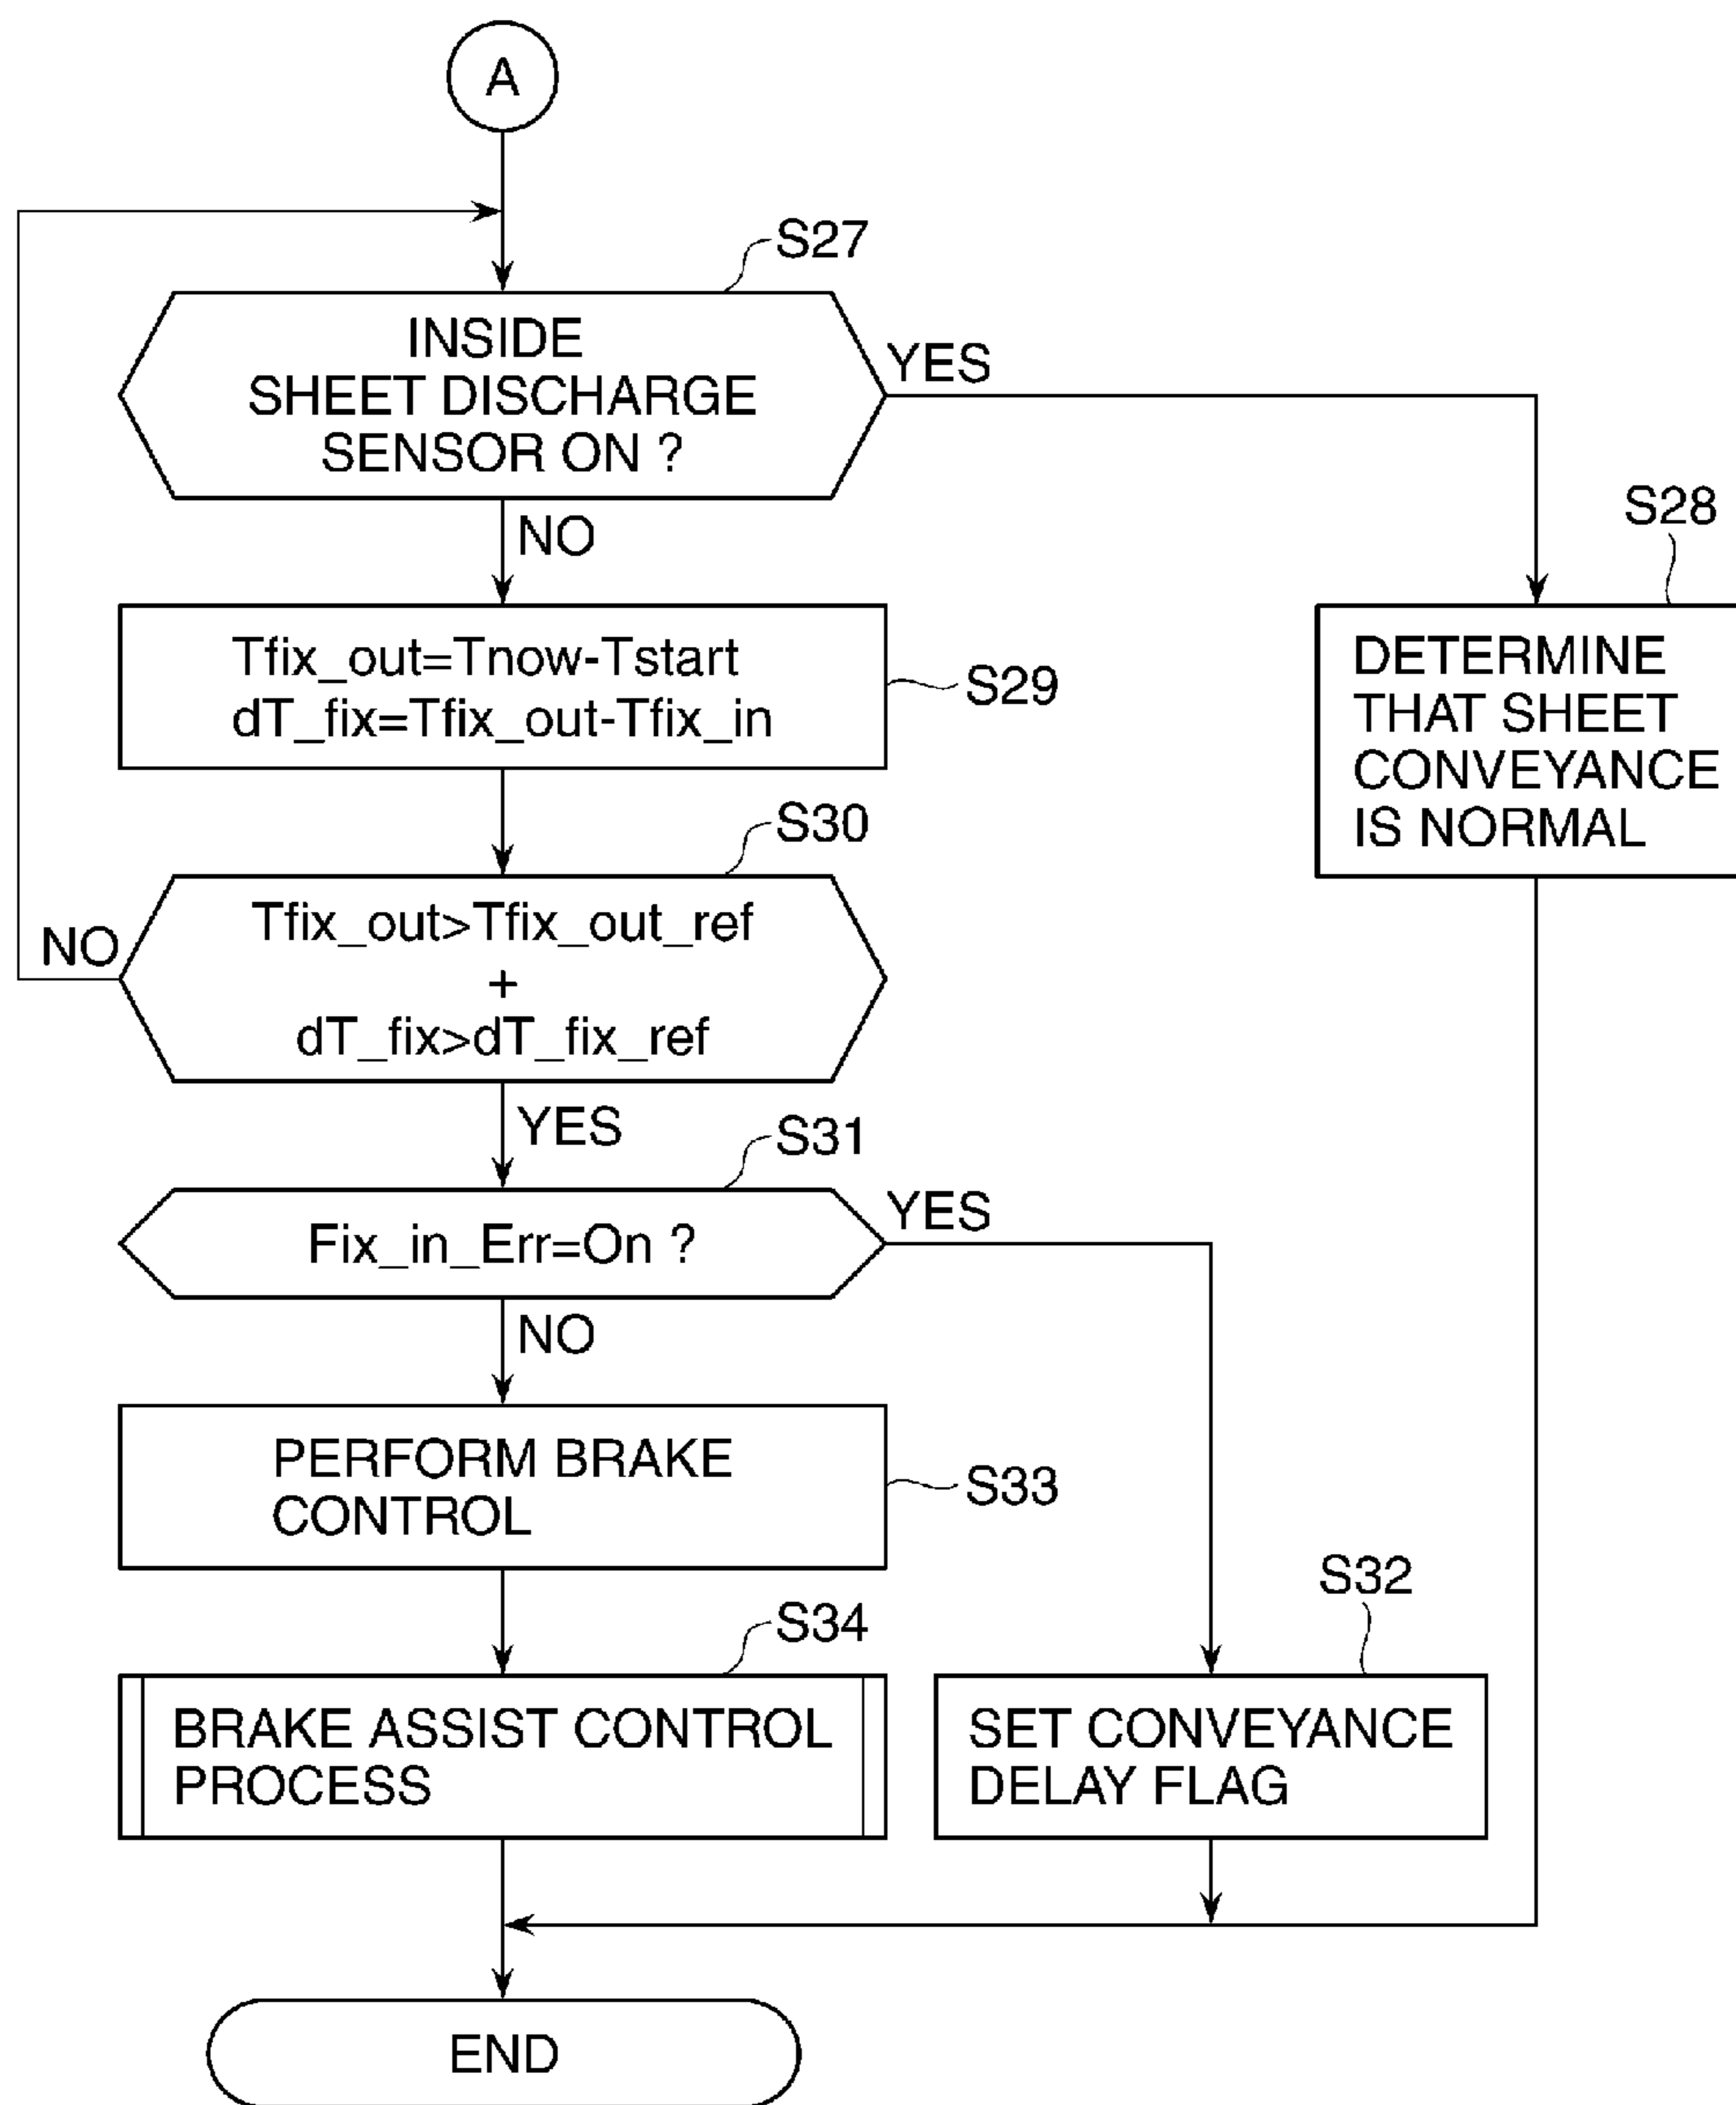 A
S27
INSIDE
SHEET DISCHARGE
SENSOR ON ?
YES
NO
S28
DETERMINE
THAT SHEET
CONVEYANCE
IS NORMAL
Tfix_out=Tnow-Tstart
dT_fix=Tfix_out-Tfix_in
S29
S30
Tfix_out>Tfix_out_ref
+
dT_fix>dT_fix_ref
NO
YES
S31
Fix_in_Err=On ?
YES
NO
PERFORM BRAKE
CONTROL
S33
S34
BRAKE ASSIST CONTROL
PROCESS
S32
SET CONVEYANCE
DELAY FLAG
END